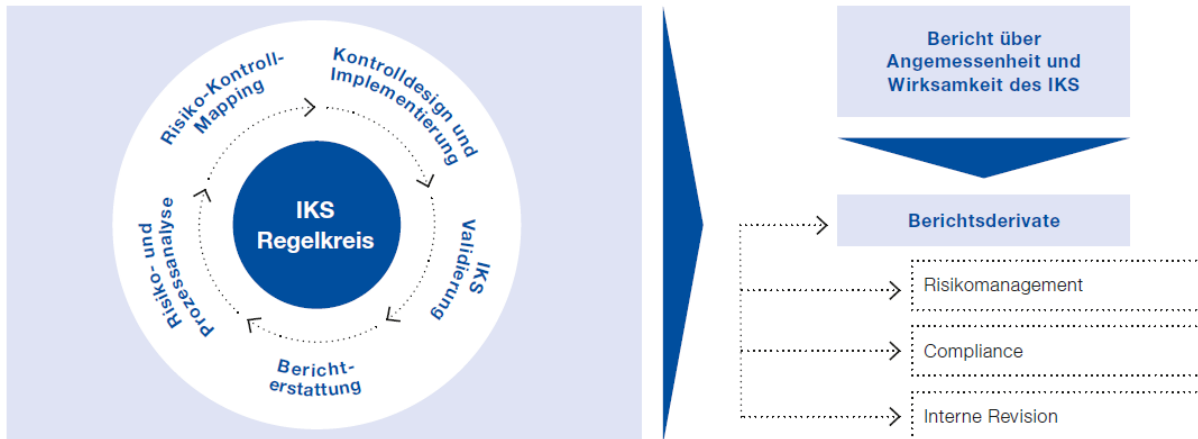 Risiko-Kontroll-
Mapping
Kontrolldesign und
Implementierung
IKS
Validierung
Bericht-
erstattung
Risiko- und
Prozessanalyse
IKS
Regelkreis
Bericht über
Angemessenheit und
Wirksamkeit des IKS
Berichtsderivate
Risikomanagement
Compliance
Interne Revision